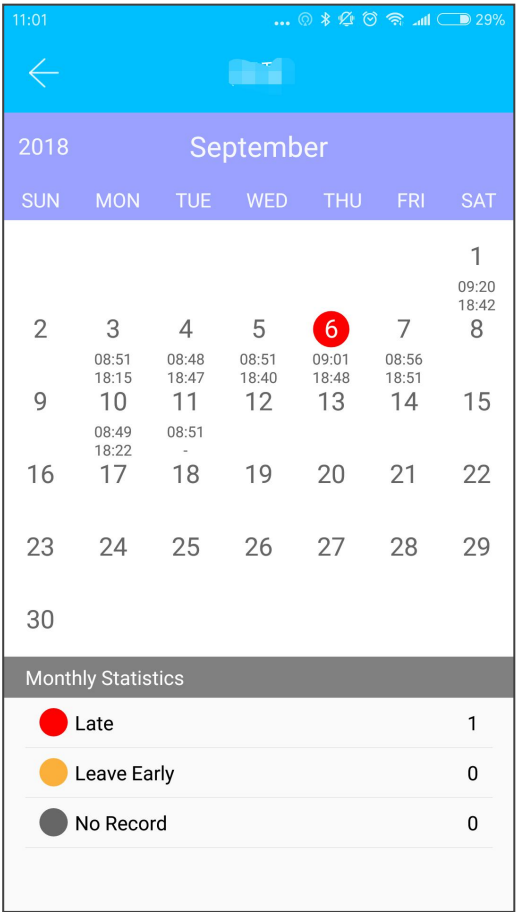 11:01 ... 29%
2018 September
SUN MON TUE WED THU FRI SAT
1
09:20
18:42
2 3 4 5 6 7 8
08:51 08:48 08:51 09:01 08:56
18:15 18:47 18:40 18:48 18:51
9 10 11 12 13 14 15
08:49 08:51
18:22 -
16 17 18 19 20 21 22
23 24 25 26 27 28 29
30
Monthly Statistics
Late 1
Leave Early 0
No Record 0